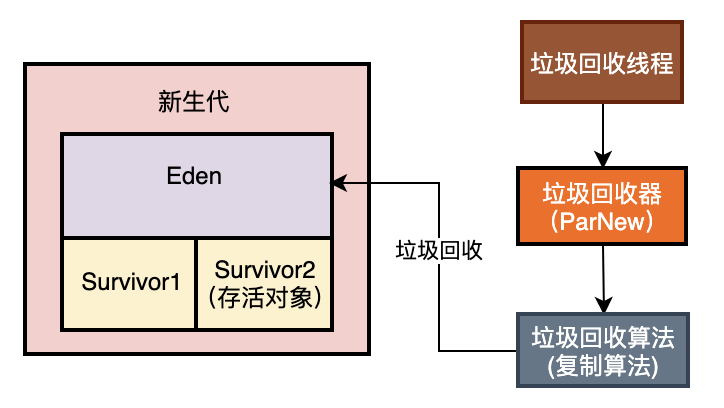 新生代
Eden
Survivor1
Survivor2
（存活对象）
垃圾回收
垃圾回收线程
垃圾回收器
（ParNew）
垃圾回收算法
(复制算法)